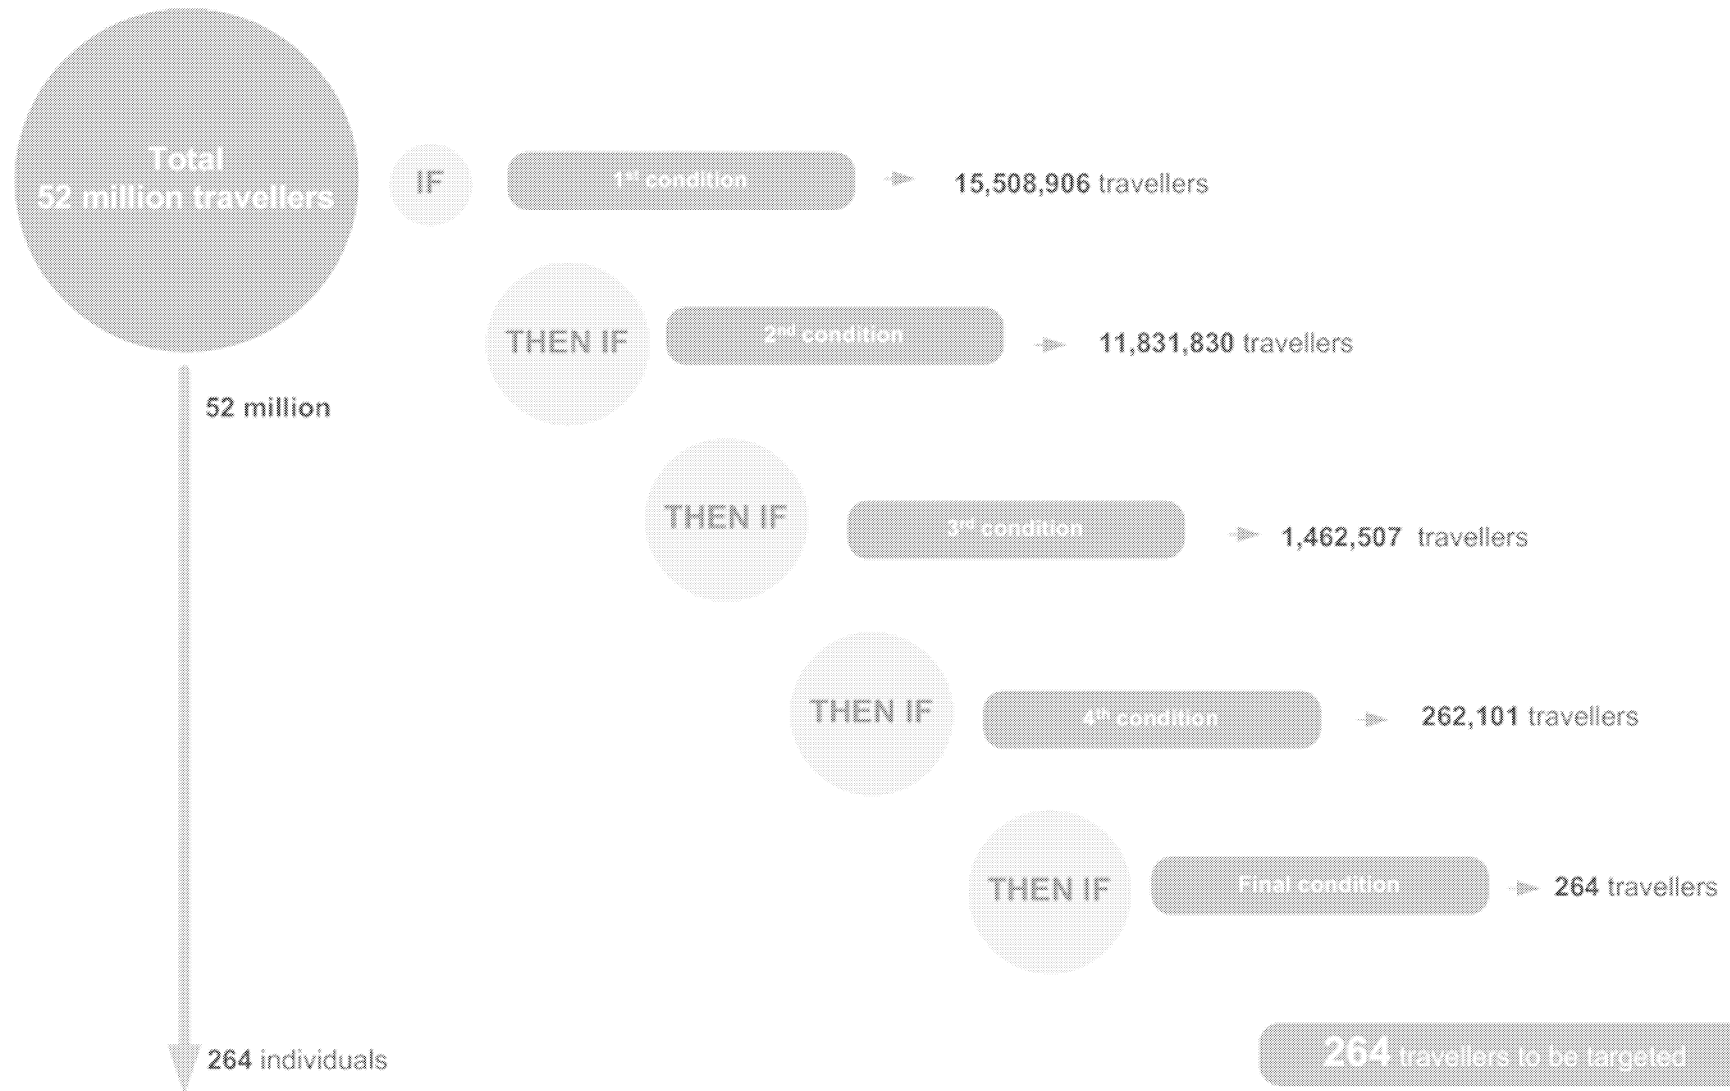 Total
52 million travellers
IF
1st condition
15,508,906 travellers
THEN IF
2nd condition
11,831,830 travellers
52 million
THEN IF
3rd condition
1,462,507 travellers
THEN IF
4th condition
262,101 travellers
THEN IF
Final condition
264 travellers
264 individuals
264 travellers to be targeted